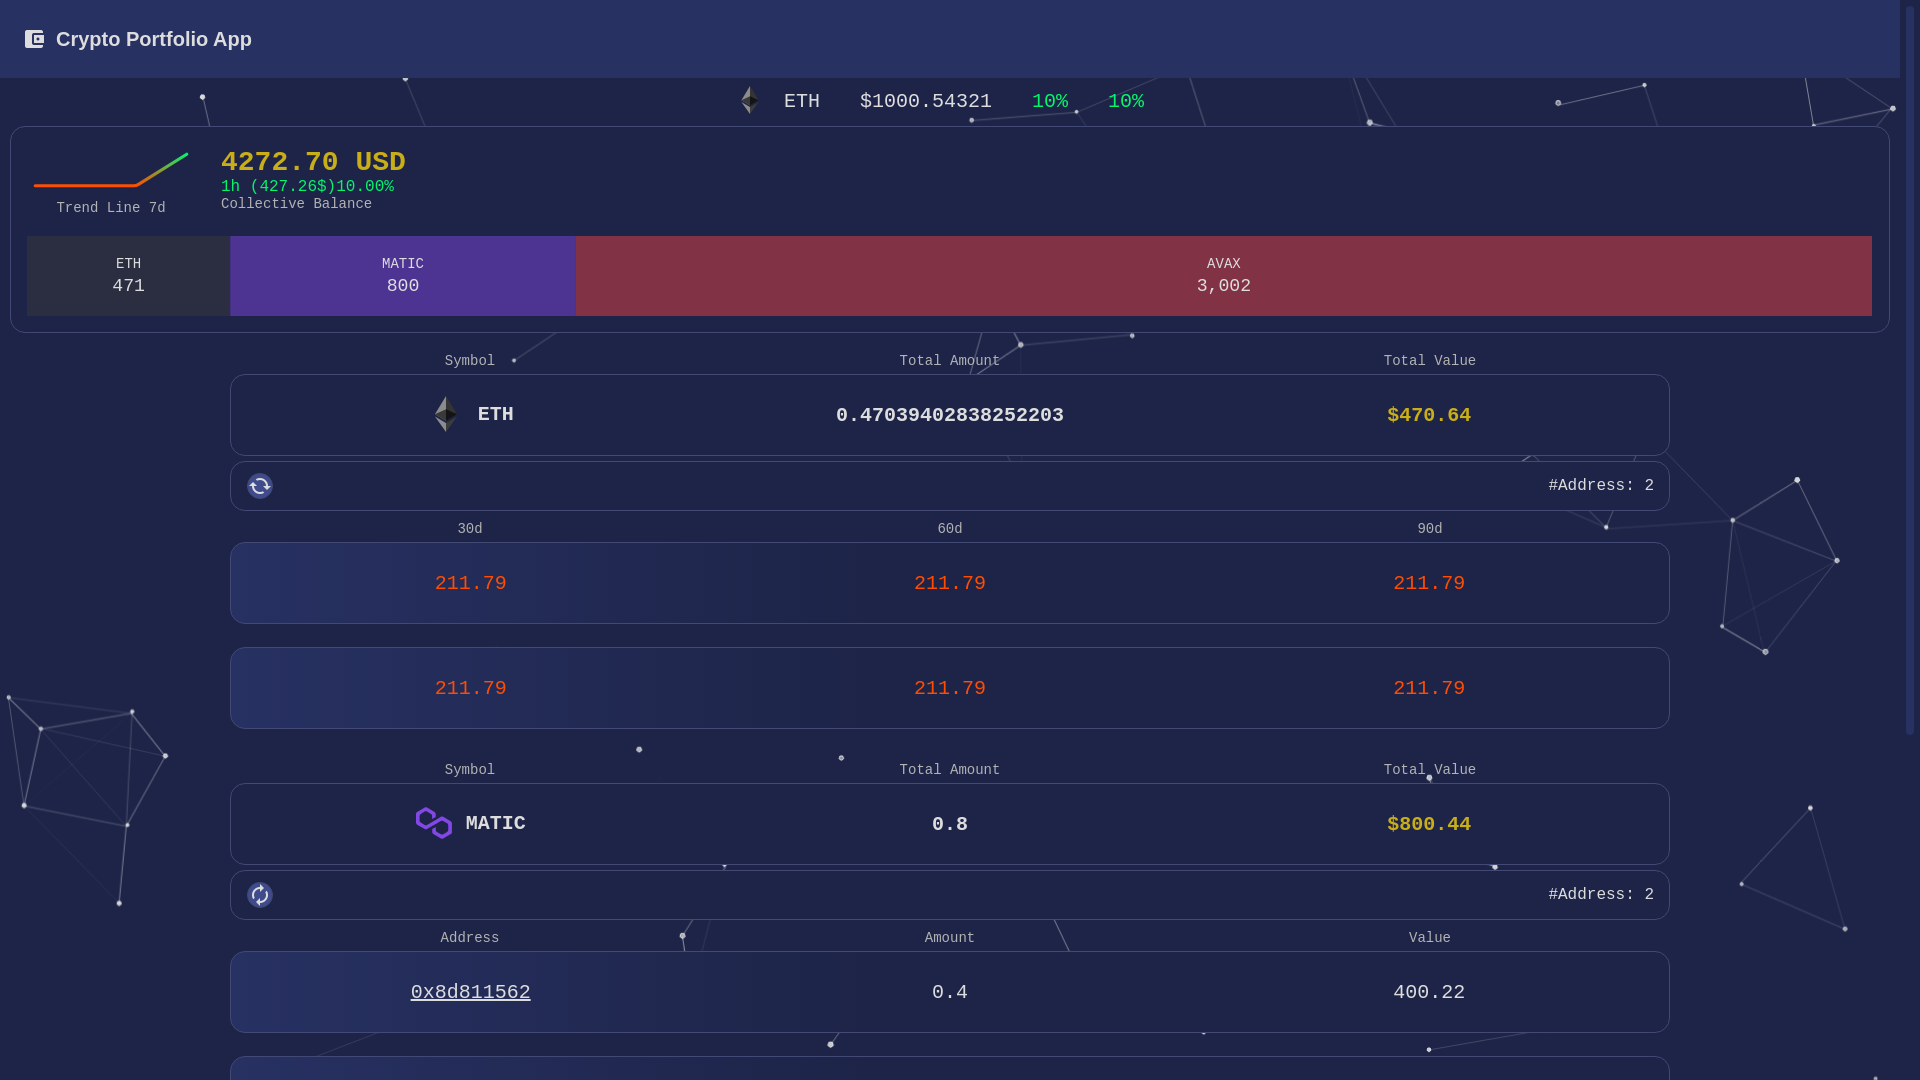 Crypto Portfolio App
ETH $1000.54321 10% 10%
4272.70 USD
1h (427.26$)10.00%
Collective Balance
Trend Line 7d
ETH MATIC AVAX
471 800 3,002
Symbol Total Amount Total Value
ETH 0.47039402838252203 $470.64
#Address: 2
30d 60d 90d
211.79 211.79 211.79
211.79 211.79 211.79
Symbol Total Amount Total Value
MATIC 0.8 $800.44
#Address: 2
Address Amount Value
0x8d811562 0.4 400.22